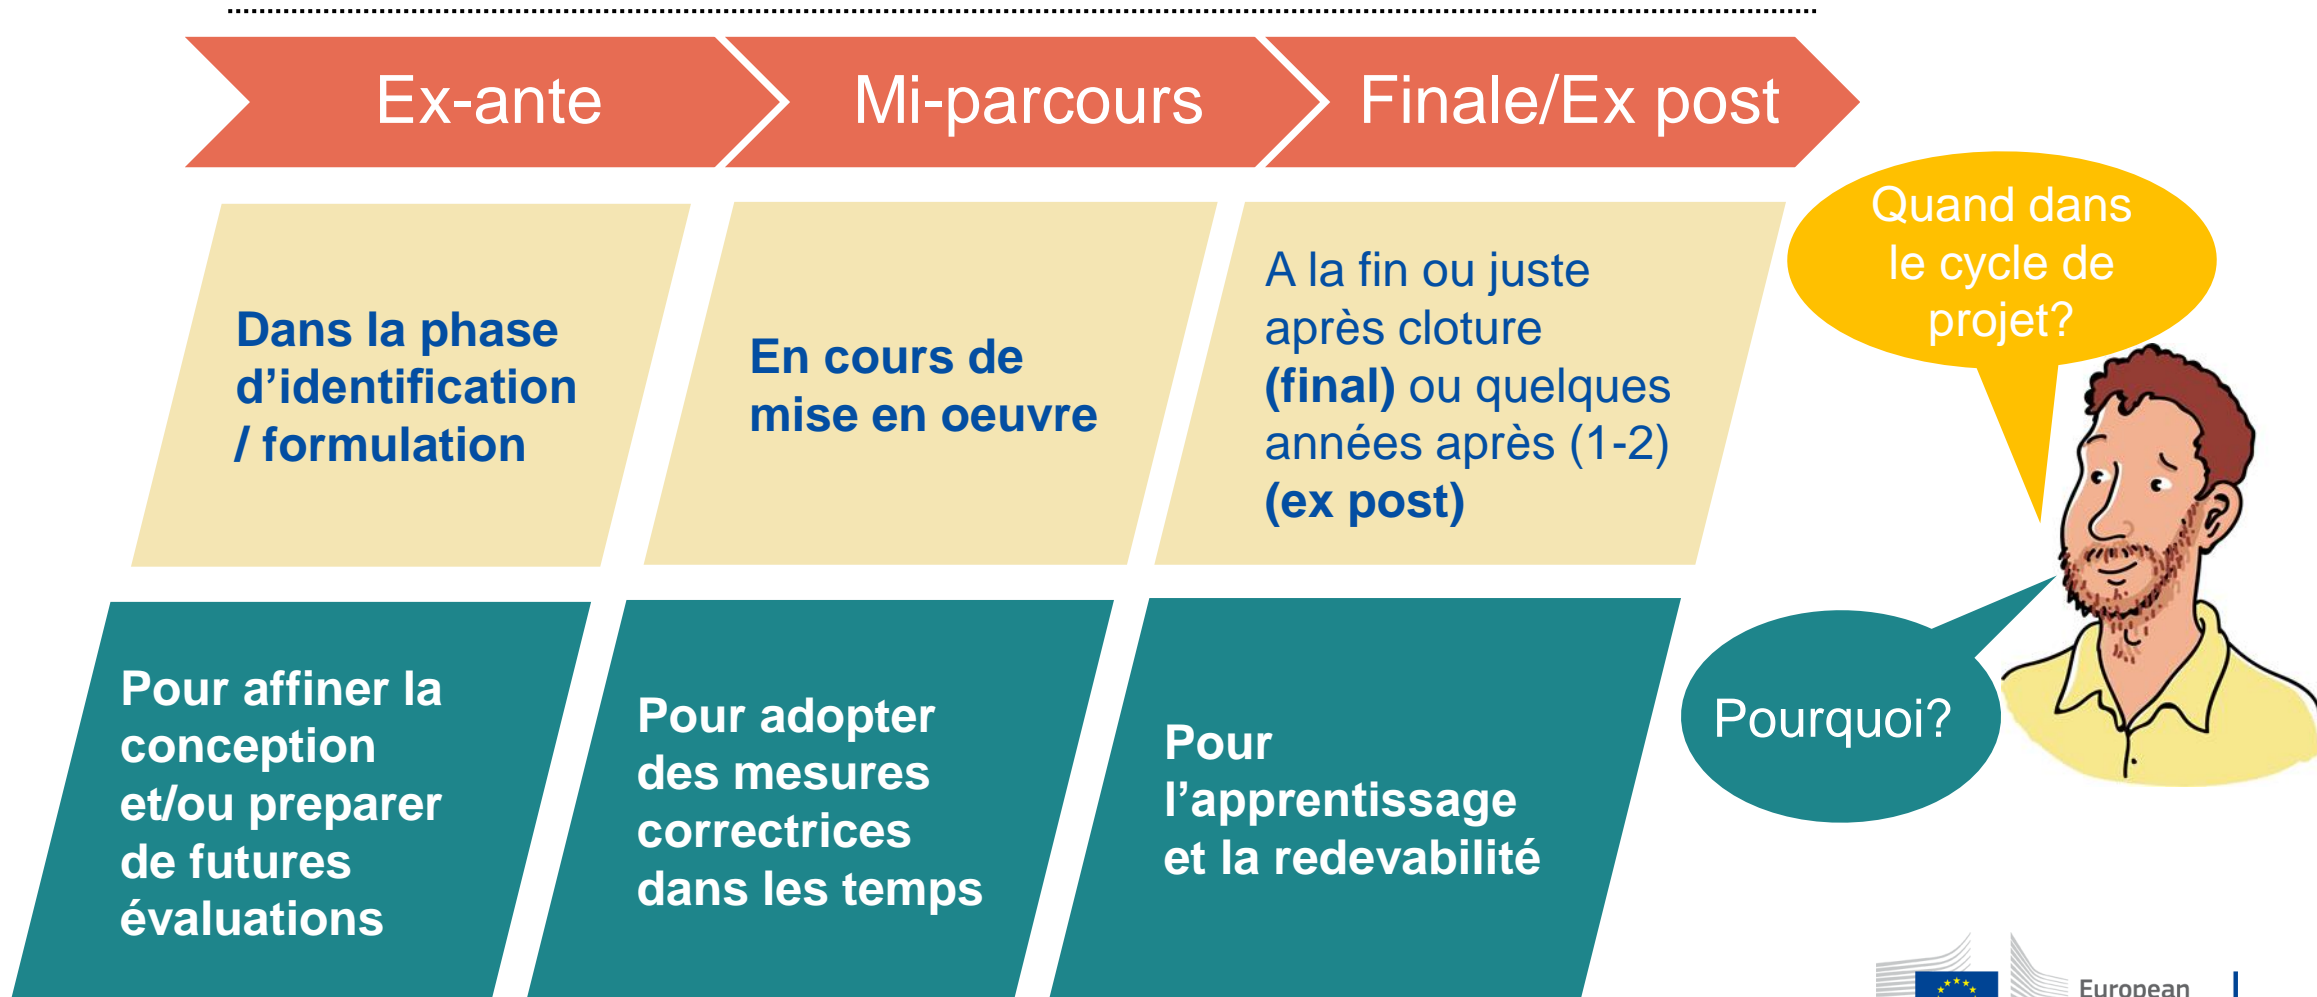 Ex-ante
Mi-parcours
Finale/Ex post
Quand dans
le cycle de
projet?
Dans la phase
d’identification
/ formulation
En cours de
mise en oeuvre
A la fin ou juste
après cloture
(final) ou quelques
années après (1-2)
(ex post)
Pourquoi?
Pour affiner la
conception
et/ou preparer
de futures
évaluations
Pour adopter
des mesures
correctrices
dans les temps
Pour
l’apprentissage
et la redevabilité
European